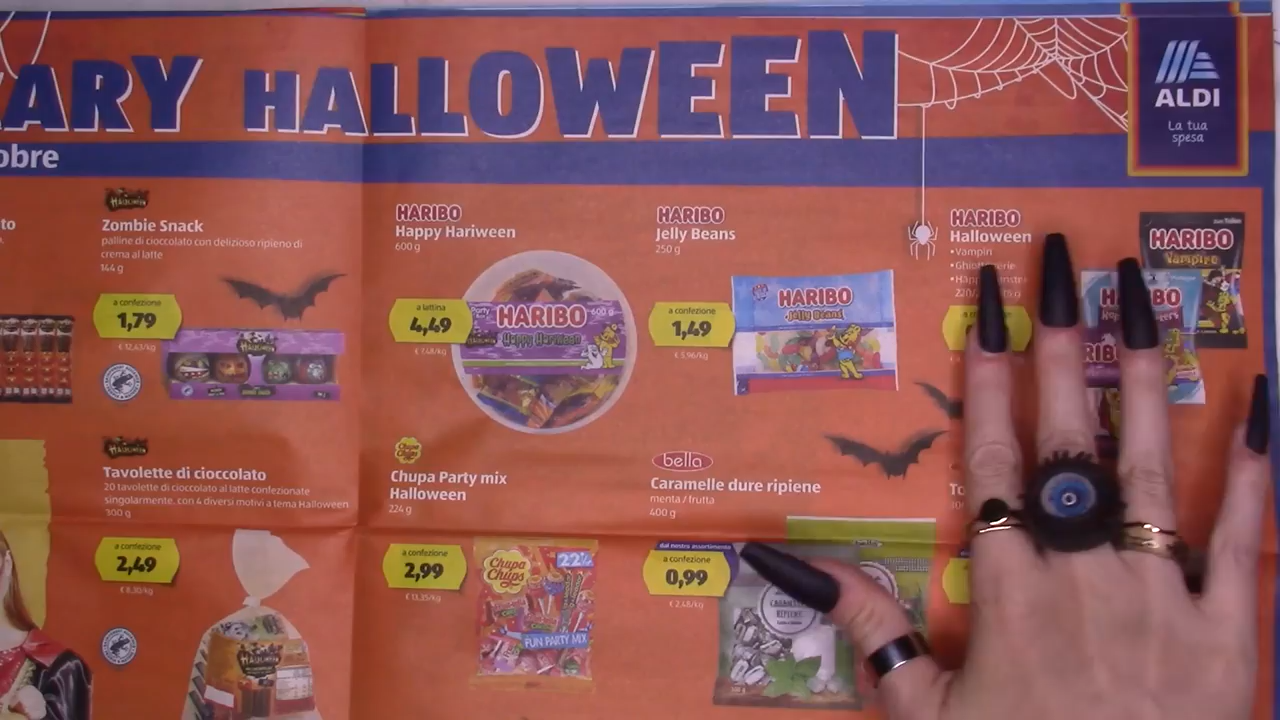 ARY HALLOWEEN
ALDI
La tua
spesa
obre
Zombie Snack
palline di cioccolato con delizioso ripieno di
crema al latte
144 g
a confezione
1,79
€ 12,43/kg
HARIBO
Happy Hariween
600 g
a lattina
4,49
€ 7,48/kg
Party
600 g
HARIBO
Happy Hariween
HARIBO
Jelly Beans
250 g
a confezione
1,49
€ 5,96/kg
HARIBO
Jelly Beans
HARIBO
Halloween
• Vampin
a co
HARIBO
Vampire
Tavolette di cioccolato
20 tavolette di cioccolato al latte confezionate
singolarmente, con 4 diversi motivi a tema Halloween
300 g
a confezione
2,49
€ 8,30/kg
Chupa Chups
Chupa Party mix
Halloween
224 g
a confezione
2,99
€ 13,35/kg
Chupa
Chups
FUN PARTY MIX
bella
Caramelle dure ripiene
menta / frutta
400 g
dal nostro assortimento
a confezione
0,99
€ 2,48/kg
RIPIENE
bella